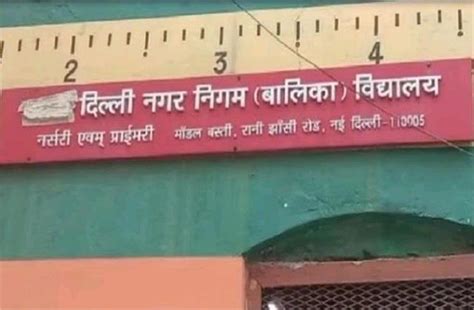 2 3 4
दिल्ली नगर निगम (बालिका) विद्यालय
नर्सरी एवम् प्राईमरी मॉडल बस्ती, रानी झाँसी रोड, नई दिल्ली-110005